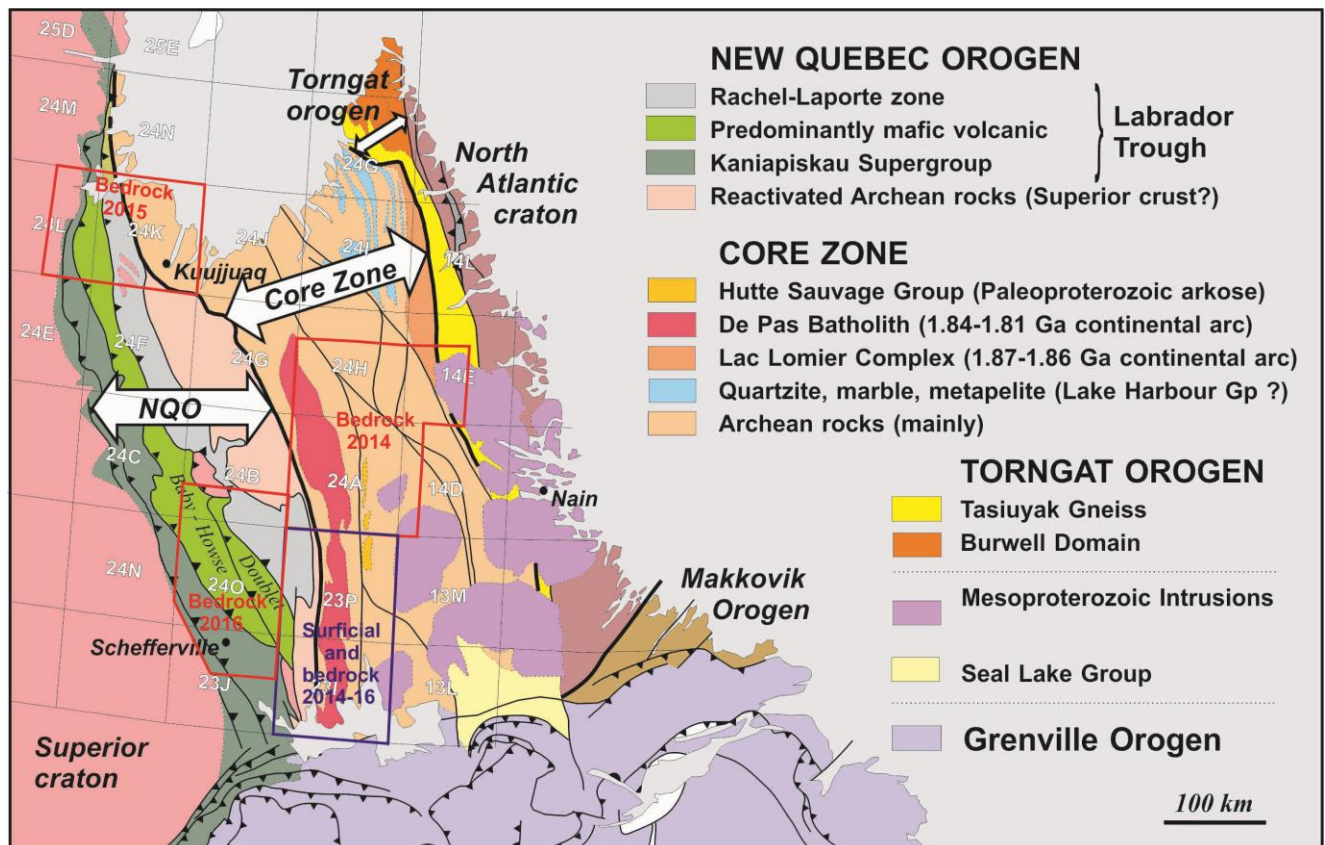 25D
25E
24M
24N
Torngat
orogen
24G
North
Atlantic
craton
Bedrock
2015
24L
24K
24J
24I
14L
Kuujjuaq
Core Zone
24E
24F
24G
24H
14E
NQO
Bedrock
2014
24C
24B
24A
14D
Nain
Baby - Howse
Doublet
24N
24O
Bedrock
2016
23P
13M
Makkovik
Orogen
Schefferville
Surficial
and
bedrock
2014-16
23J
13L
Superior
craton
NEW QUEBEC OROGEN
Rachel-Laporte zone
Predominantly mafic volcanic
Kaniapiskau Supergroup
Labrador
Trough
Reactivated Archean rocks (Superior crust?)
CORE ZONE
Hutte Sauvage Group (Paleoproterozoic arkose)
De Pas Batholith (1.84-1.81 Ga continental arc)
Lac Lomier Complex (1.87-1.86 Ga continental arc)
Quartzite, marble, metapelite (Lake Harbour Gp ?)
Archean rocks (mainly)
TORNGAT OROGEN
Tasiuyak Gneiss
Burwell Domain
Mesoproterozoic Intrusions
Seal Lake Group
Grenville Orogen
100 km